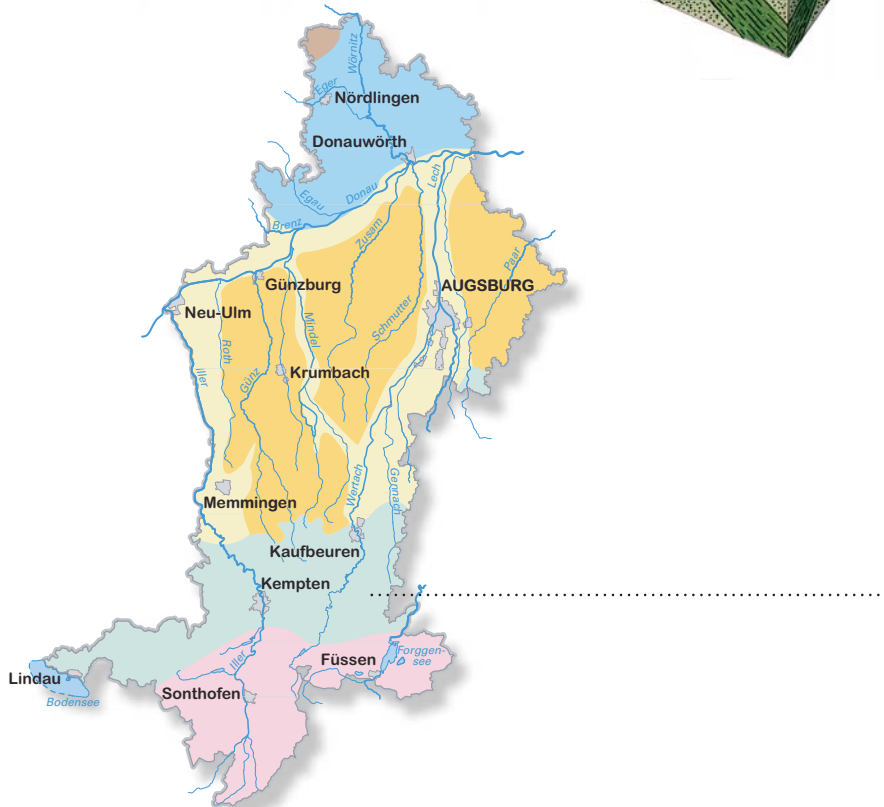 Wörnitz
Eger
Nördlingen
Donauwörth
Lech
Egau
Donau
Brenz
Zusam
Paar
Günzburg
AUGSBURG
Neu-Ulm
Mindel
Schmutter
Roth
Iller
Günz
Krumbach
Wertach
Gennach
Memmingen
Kaufbeuren
Kempten
Iller
Füssen
Forggen-
see
Lindau
Sonthofen
Bodensee